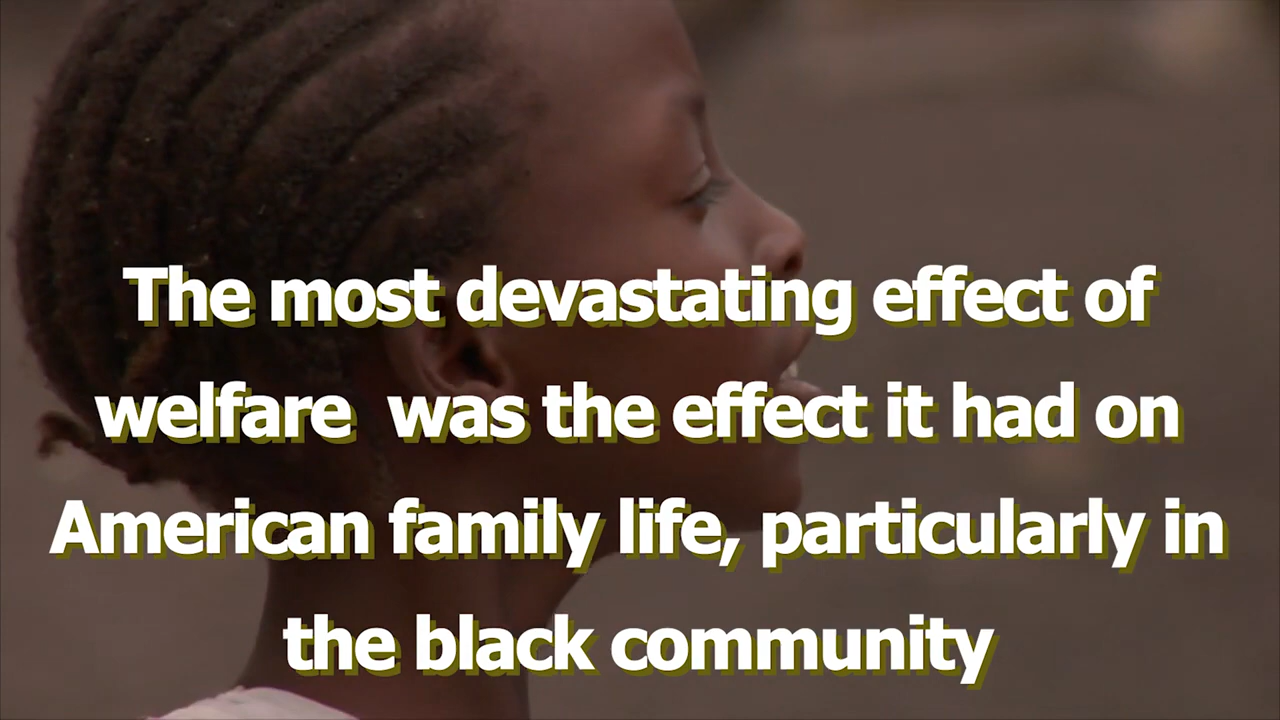 The most devastating effect of
welfare  was the effect it had on
American family life, particularly in
the black community